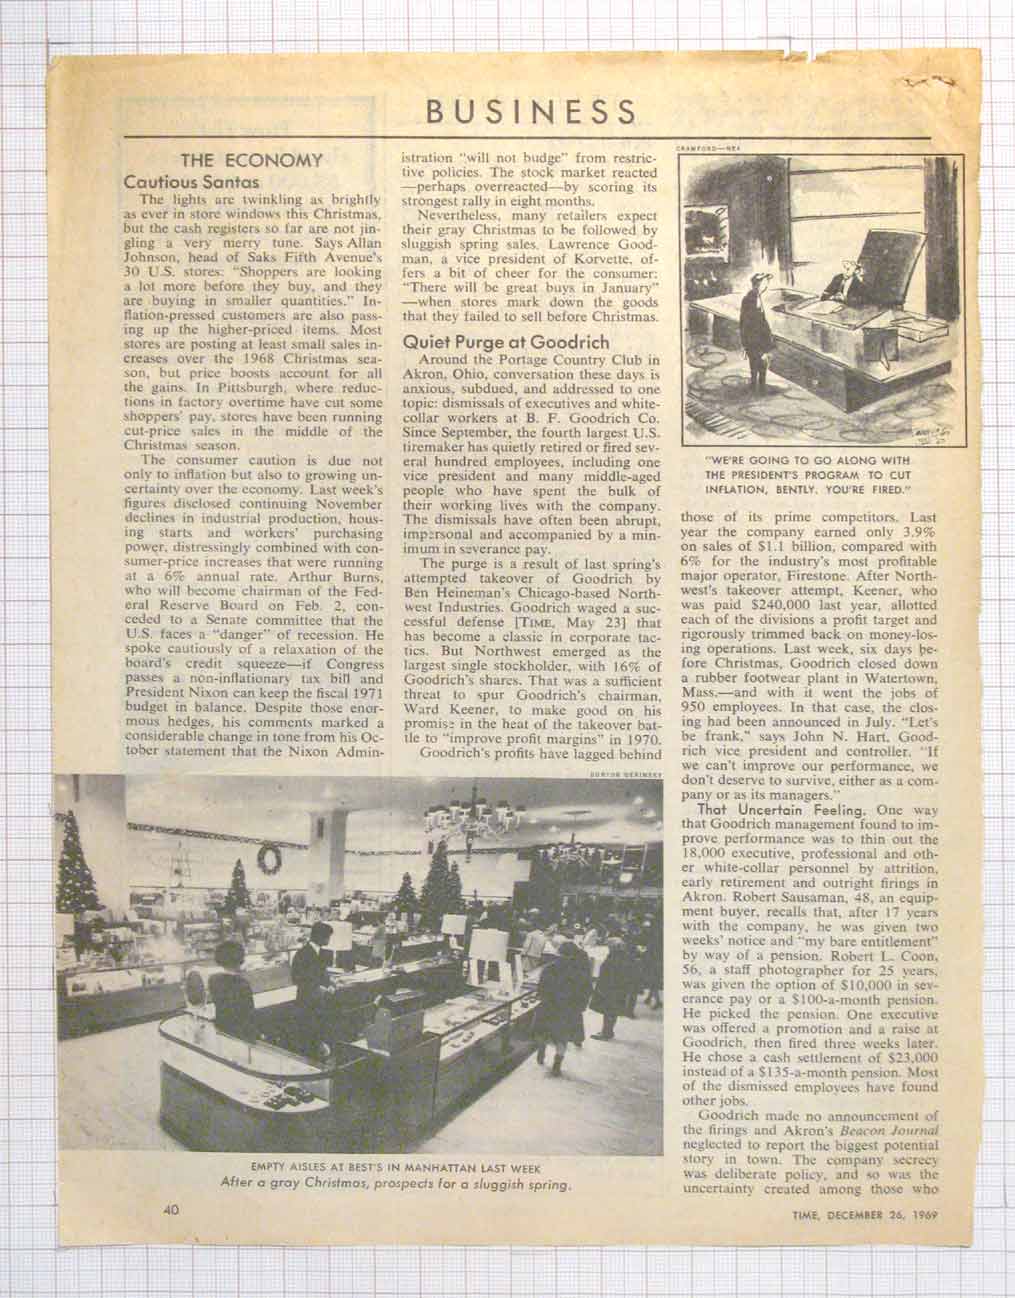 BUSINESS
THE ECONOMY
Cautious Santas
The lights are twinkling as brightly
as ever in store windows this Christmas,
but the cash registers so far are not jin-
gling a very merry tune. Says Allan
Johnson, head of Saks Fifth Avenue's
30 U.S. stores: "Shoppers are looking
a lot more before they buy, and they
are buying in smaller quantities." In-
flation-pressed customers are also pass-
ing up the higher-priced items. Most
stores are posting at least small sales in-
creases over the 1968 Christmas sea-
son, but price boosts account for all
the gains. In Pittsburgh, where reduc-
tions in factory overtime have cut some
shoppers' pay, stores have been running
cut-price sales in the middle of the
Christmas season.
The consumer caution is due not
only to inflation but also to growing un-
certainty over the economy. Last week's
figures disclosed continuing November
declines in industrial production, hous-
ing starts and workers' purchasing
power, distressingly combined with con-
sumer-price increases that were running
at a 6% annual rate. Arthur Burns,
who will become chairman of the Fed-
eral Reserve Board on Feb. 2, con-
ceded to a Senate committee that the
U.S. faces a "danger" of recession. He
spoke cautiously of a relaxation of the
board's credit squeeze—if Congress
passes a non-inflationary tax bill and
President Nixon can keep the fiscal 1971
budget in balance. Despite those enor-
mous hedges, his comments marked a
considerable change in tone from his Oc-
tober statement that the Nixon Admin-
istration "will not budge" from restric-
tive policies. The stock market reacted
—perhaps overreacted—by scoring its
strongest rally in eight months.
Nevertheless, many retailers expect
their gray Christmas to be followed by
sluggish spring sales. Lawrence Good-
man, a vice president of Korvette, of-
fers a bit of cheer for the consumer:
"There will be great buys in January"
—when stores mark down the goods
that they failed to sell before Christmas.
Quiet Purge at Goodrich
Around the Portage Country Club in
Akron, Ohio, conversation these days is
anxious, subdued, and addressed to one
topic: dismissals of executives and white-
collar workers at B. F. Goodrich Co.
Since September, the fourth largest U.S.
tiremaker has quietly retired or fired sev-
eral hundred employees, including one
vice president and many middle-aged
people who have spent the bulk of
their working lives with the company.
The dismissals have often been abrupt,
impersonal and accompanied by a min-
imum in severance pay.
The purge is a result of last spring's
attempted takeover of Goodrich by
Ben Heineman's Chicago-based North-
west Industries. Goodrich waged a suc-
cessful defense [TIME, May 23] that
has become a classic in corporate tac-
tics. But Northwest emerged as the
largest single stockholder, with 16% of
Goodrich's shares. That was a sufficient
threat to spur Goodrich's chairman,
Ward Keener, to make good on his
promise in the heat of the takeover bat-
tle to "improve profit margins" in 1970.
Goodrich's profits have lagged behind
CRAWFORD—NEA
"WE'RE GOING TO GO ALONG WITH
THE PRESIDENT'S PROGRAM TO CUT
INFLATION, BENTLY. YOU'RE FIRED."
those of its prime competitors. Last
year the company earned only 3.9%
on sales of $1.1 billion, compared with
6% for the industry's most profitable
major operator, Firestone. After North-
west's takeover attempt, Keener, who
was paid $240,000 last year, allotted
each of the divisions a profit target and
rigorously trimmed back on money-los-
ing operations. Last week, six days be-
fore Christmas, Goodrich closed down
a rubber footwear plant in Watertown,
Mass.—and with it went the jobs of
950 employees. In that case, the clos-
ing had been announced in July. "Let's
be frank," says John N. Hart, Good-
rich vice president and controller. "If
we can't improve our performance, we
don't deserve to survive, either as a com-
pany or as its managers."
That Uncertain Feeling. One way
that Goodrich management found to im-
prove performance was to thin out the
18,000 executive, professional and oth-
er white-collar personnel by attrition,
early retirement and outright firings in
Akron. Robert Sausaman, 48, an equip-
ment buyer, recalls that, after 17 years
with the company, he was given two
weeks' notice and "my bare entitlement"
by way of a pension. Robert L. Coon,
56, a staff photographer for 25 years,
was given the option of $10,000 in sev-
erance pay or a $100-a-month pension.
He picked the pension. One executive
was offered a promotion and a raise at
Goodrich, then fired three weeks later.
He chose a cash settlement of $23,000
instead of a $135-a-month pension. Most
of the dismissed employees have found
other jobs.
Goodrich made no announcement of
the firings and Akron's Beacon Journal
neglected to report the biggest potential
story in town. The company secrecy
was deliberate policy, and so was the
uncertainty created among those who
EMPTY AISLES AT BEST'S IN MANHATTAN LAST WEEK
After a gray Christmas, prospects for a sluggish spring.
40
TIME, DECEMBER 26, 1969